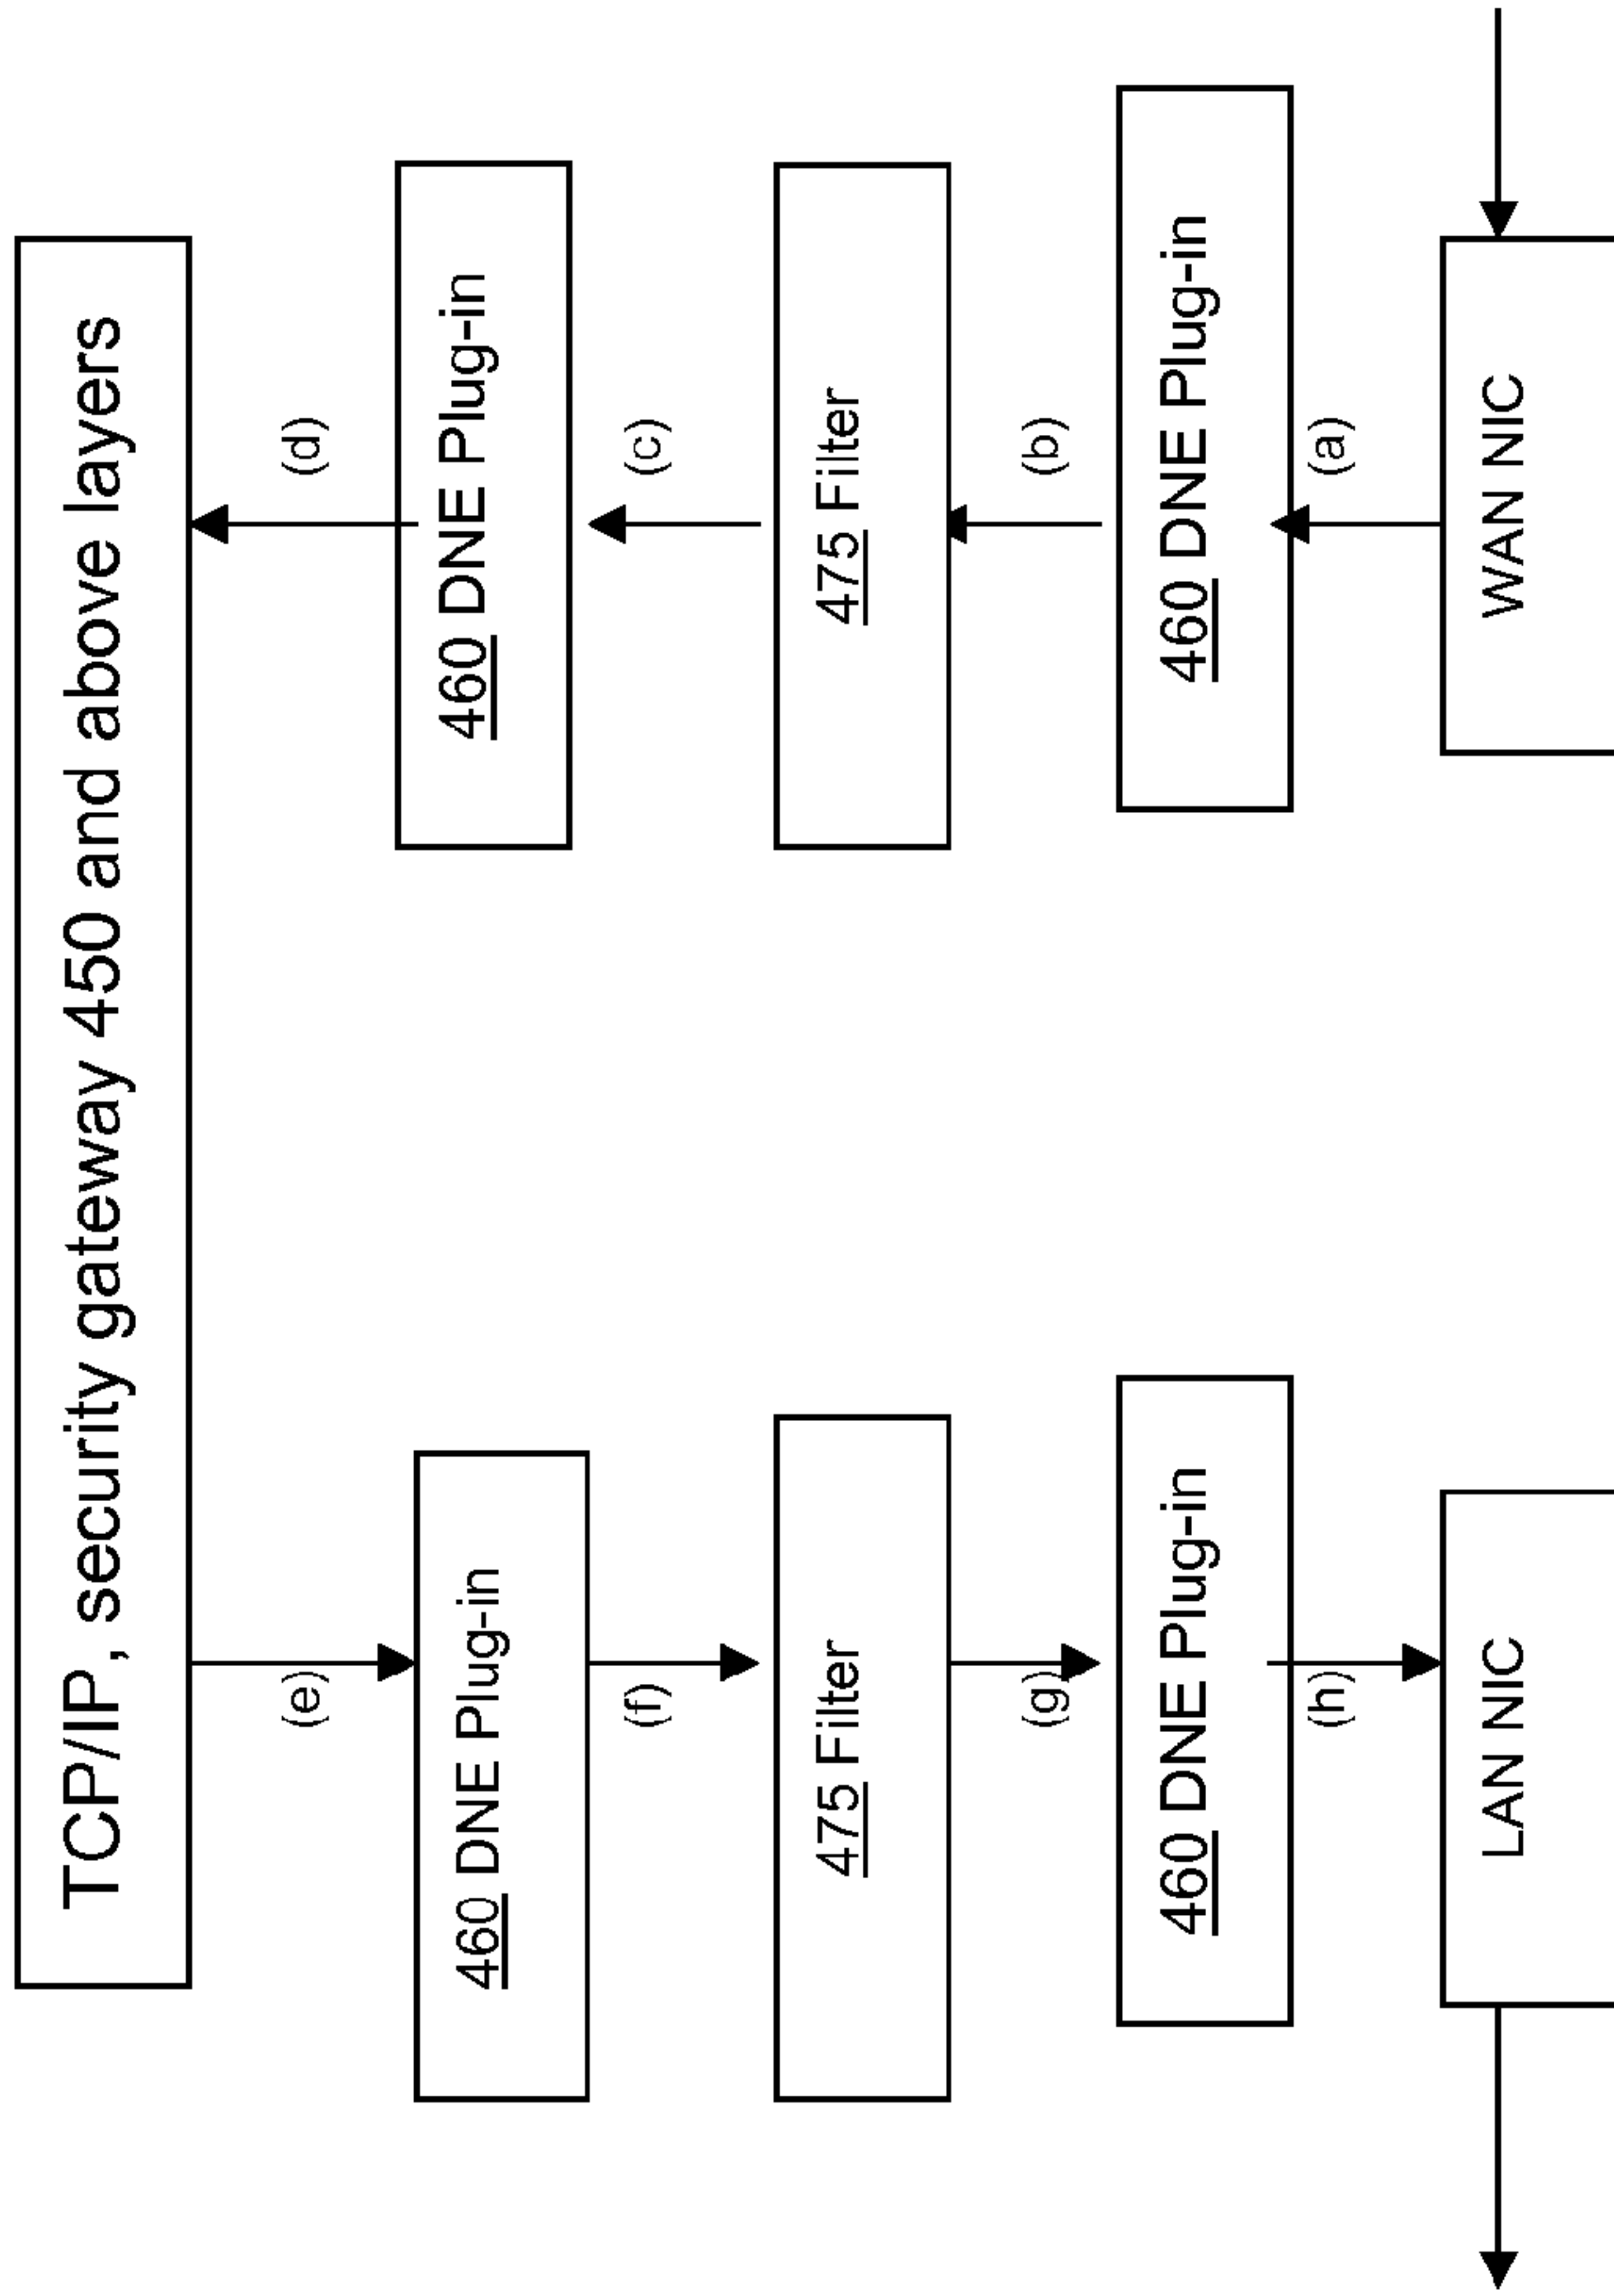 TCP/IP, security gateway 450 and above layers
(e)
(d)
460 DNE Plug-in
460 DNE Plug-in
(f)
(c)
475 Filter
475 Filter
(g)
(b)
460 DNE Plug-in
460 DNE Plug-in
(h)
(a)
LAN NIC
WAN NIC